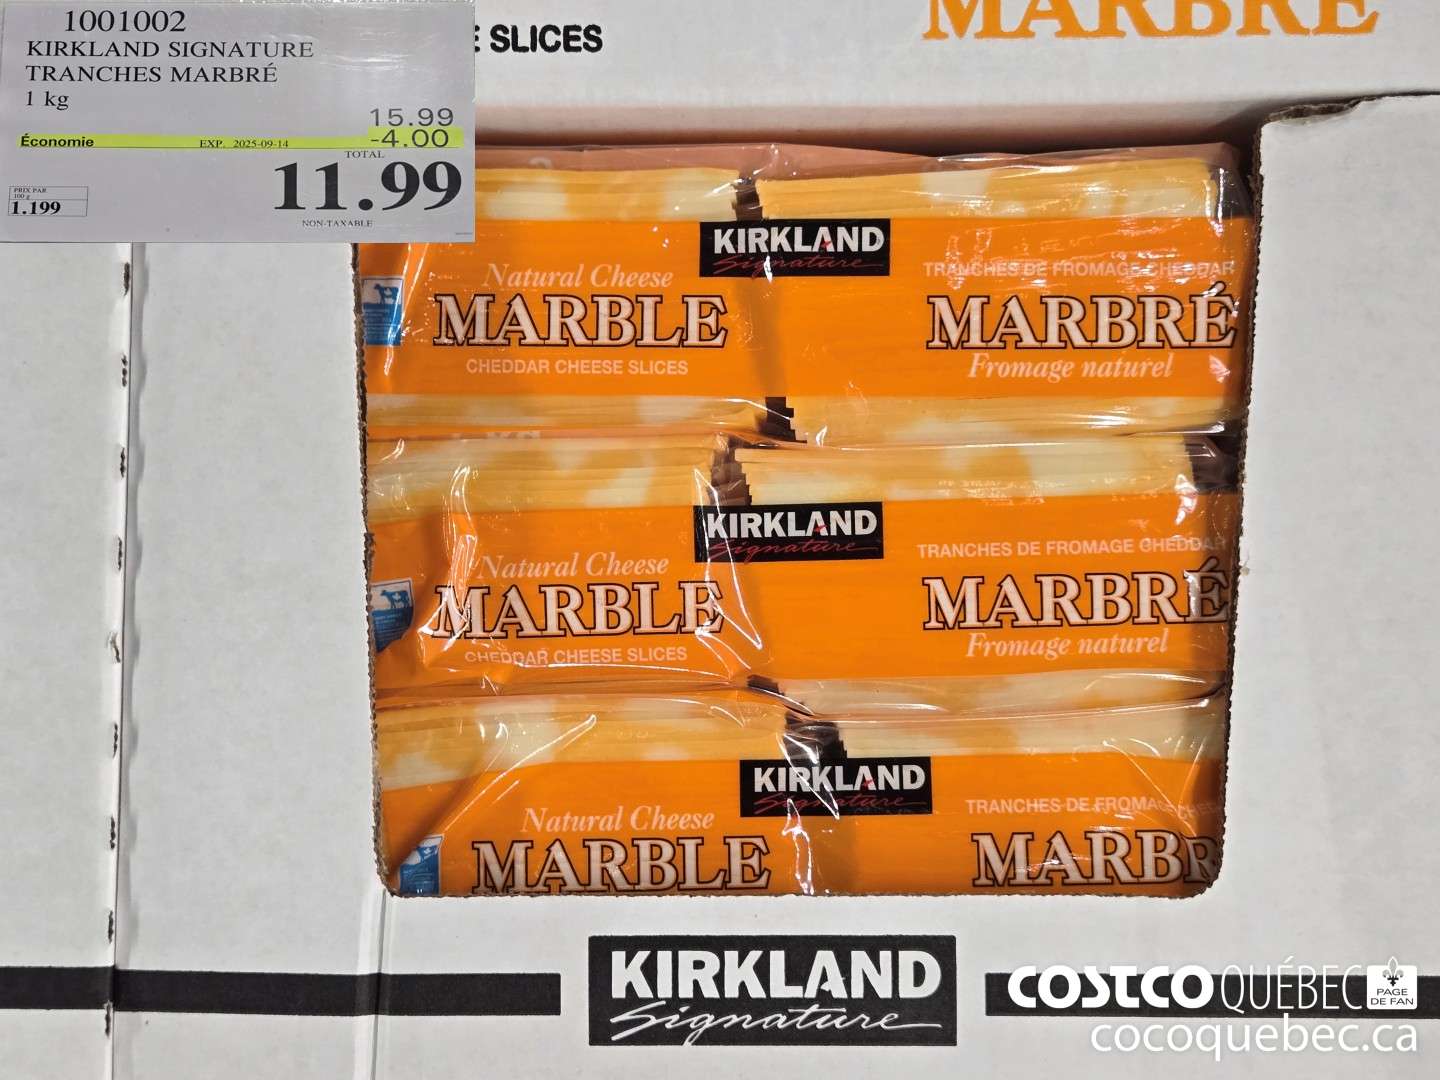 1001002
KIRKLAND SIGNATURE
TRANCHES MARBRÉ
1 kg
15.99
Économie EXP. 2025-09-14 -4.00
TOTAL
11.99
PRIX PAR
100 g
1.199
NON-TAXABLE
SLICES
MARBRE
KIRKLAND
Signature
Natural Cheese
MARBLE
CHEDDAR CHEESE SLICES
TRANCHES DE FROMAGE CHEDDAR
MARBRÉ
Fromage naturel
KIRKLAND
Signature
Natural Cheese
MARBLE
CHEDDAR CHEESE SLICES
TRANCHES DE FROMAGE CHEDDAR
MARBRÉ
Fromage naturel
KIRKLAND
Signature
Natural Cheese
MARBLE
TRANCHES DE FROMAGE CHED
MARBR
KIRKLAND
Signature
COSTCO QUÉBEC
PAGE
DE FAN
cocoquebec.ca